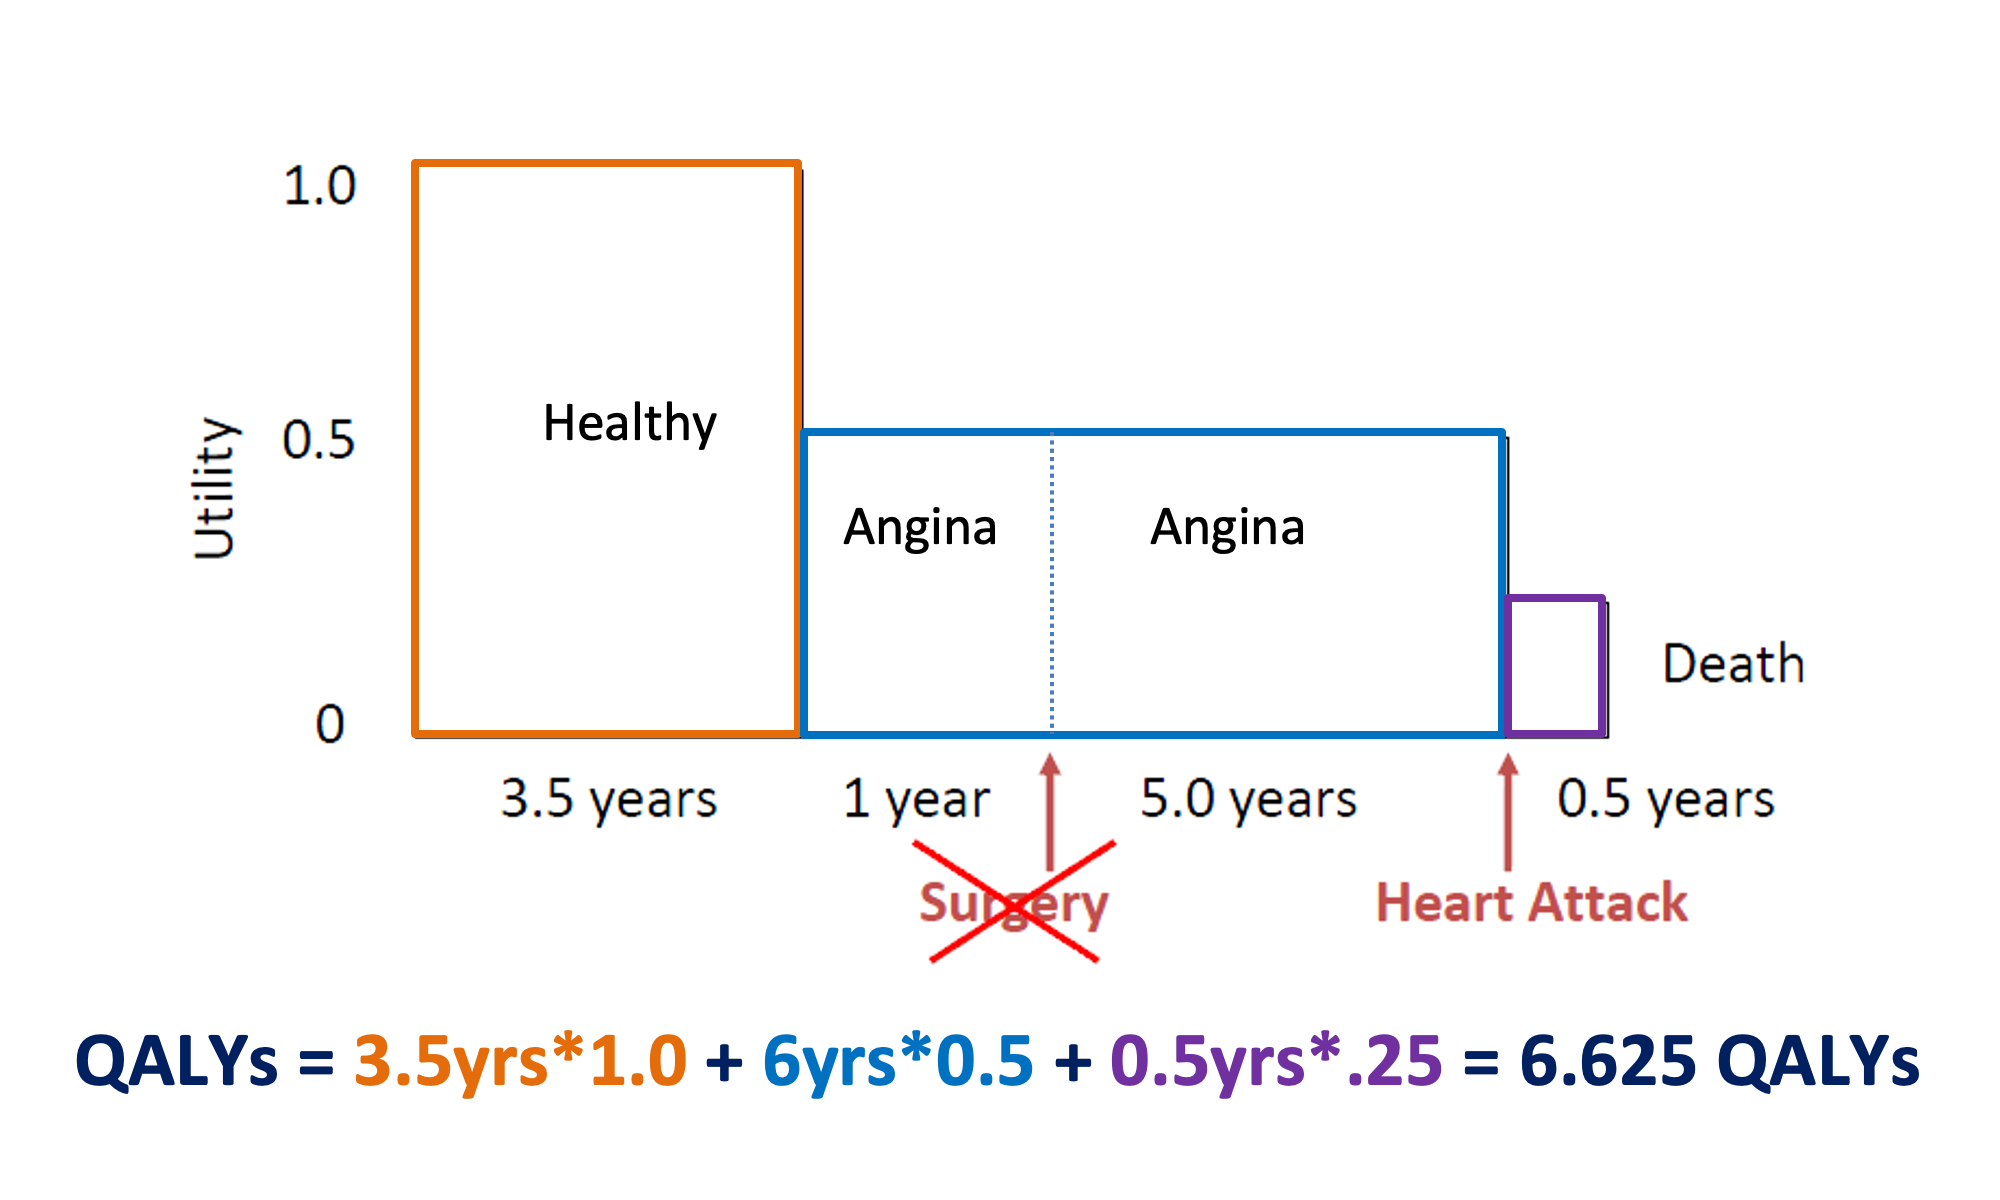 1.0
0.5
0
Utility
Healthy
Angina
Angina
Death
3.5 years
1 year
5.0 years
0.5 years
Surgery
Heart Attack
QALYs = 3.5yrs*1.0 + 6yrs*0.5 + 0.5yrs*.25 = 6.625 QALYs